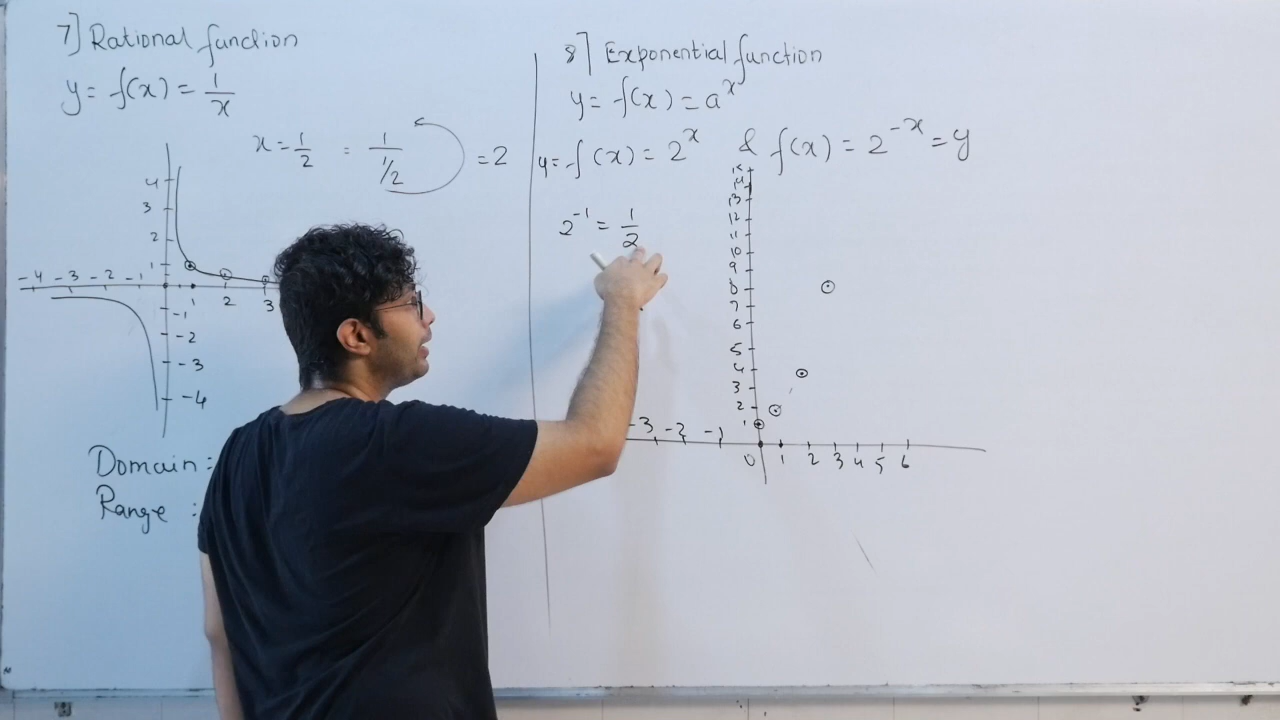 7] Rational function
y = f(x) = 1/x
x = 1/2 = 1/1/2 = 2
4
3
2
1
-4 -3 -2 -1
1 2 3
-1
-2
-3
-4
Domain:
Range :
8] Exponential function
y = f(x) = a^x
y = f(x) = 2^x & f(x) = 2^-x = y
2^-1 = 1/2
15
14
13
12
11
10
9
8
7
6
5
4
3
2
1
-3 -2 -1
0 1 2 3 4 5 6